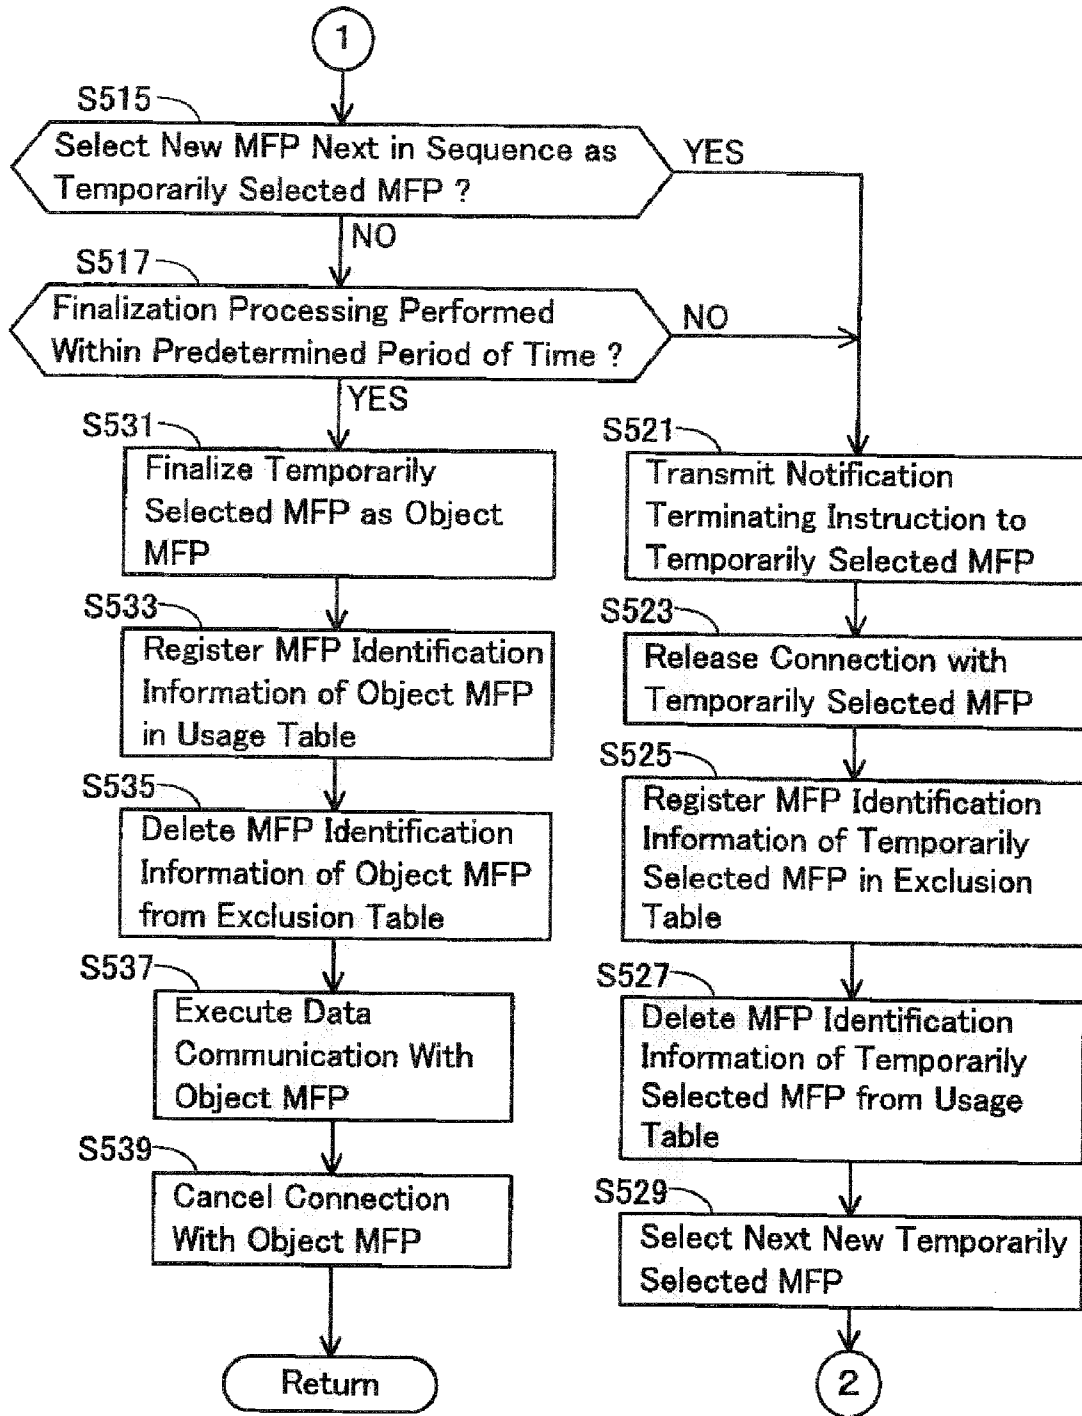 1
S515
Select New MFP Next in Sequence as
Temporarily Selected MFP ?
YES
NO
S517
Finalization Processing Performed
Within Predetermined Period of Time ?
NO
YES
S531
Finalize Temporarily
Selected MFP as Object
MFP
S533
Register MFP Identification
Information of Object MFP
in Usage Table
S535
Delete MFP Identification
Information of Object MFP
from Exclusion Table
S537
Execute Data
Communication With
Object MFP
S539
Cancel Connection
With Object MFP
Return
S521
Transmit Notification
Terminating Instruction to
Temporarily Selected MFP
S523
Release Connection with
Temporarily Selected MFP
S525
Register MFP Identification
Information of Temporarily
Selected MFP in Exclusion
Table
S527
Delete MFP Identification
Information of Temporarily
Selected MFP from Usage
Table
S529
Select Next New Temporarily
Selected MFP
2